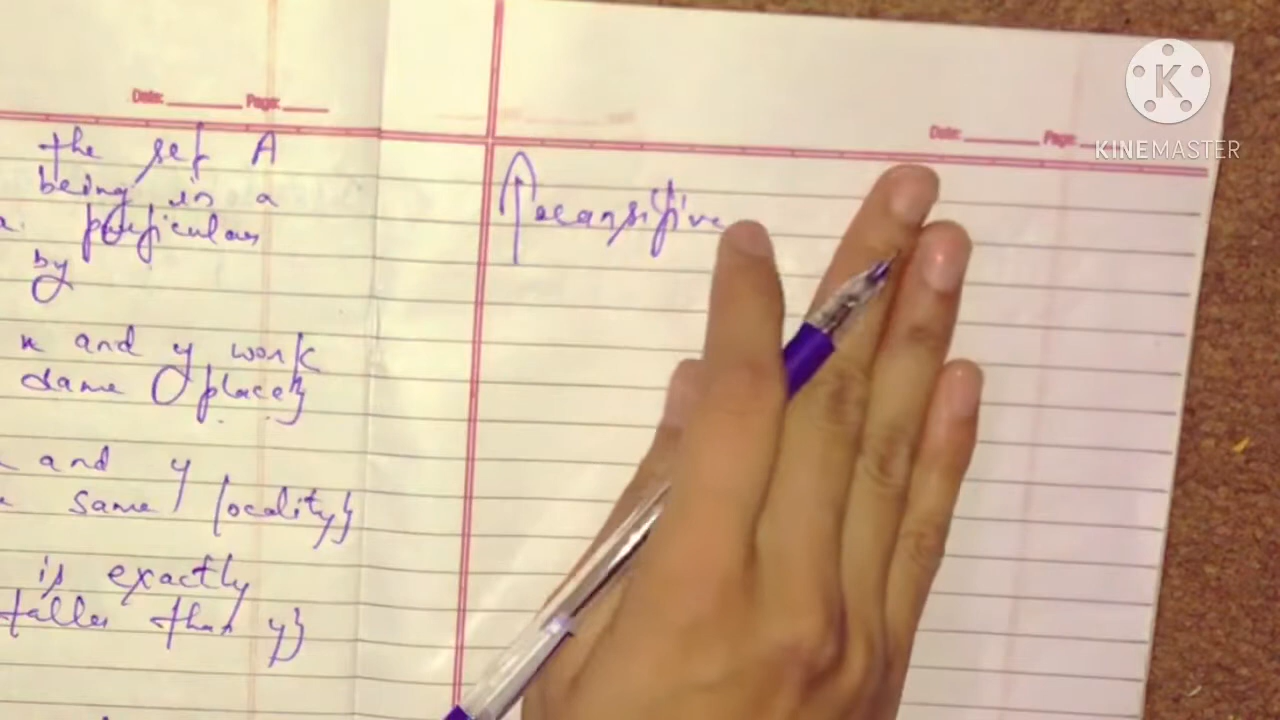 Date: Page:
the set A
being in a
particular
by
x and y work
same place}
and y
same locality}
is exactly
taller than y}
Date: Page:
Transitive
K
KINEMASTER